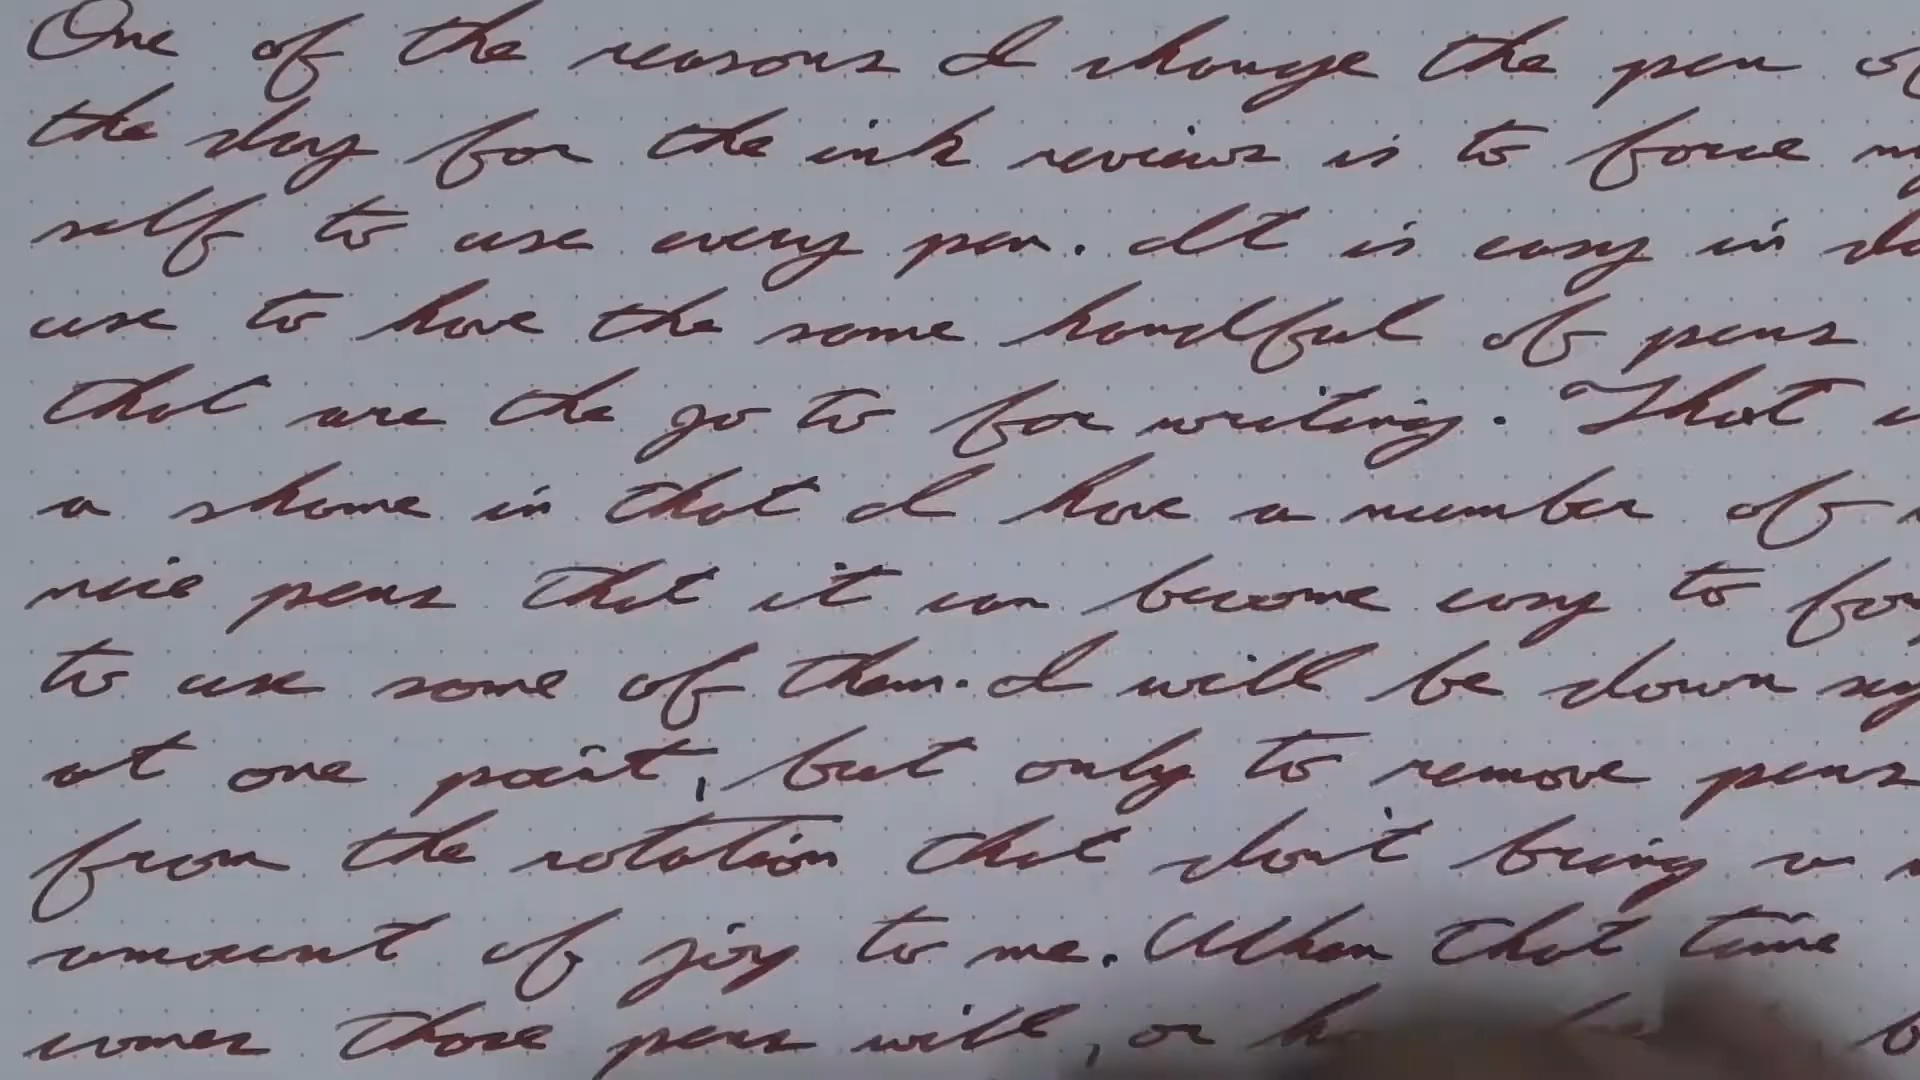 One of the reasons I change the pen of
the day for the ink reviews is to force my
self to use every pen. It is easy in
use to have the same handful of pens
that are the go to for writing. That
a shame in that I have a number of
nice pens that it can become easy to
to use some of them. I will be down
at one point, but only to remove pens
from the rotation that don't bring a
amount of joy to me. When that time
comes those pens will, or